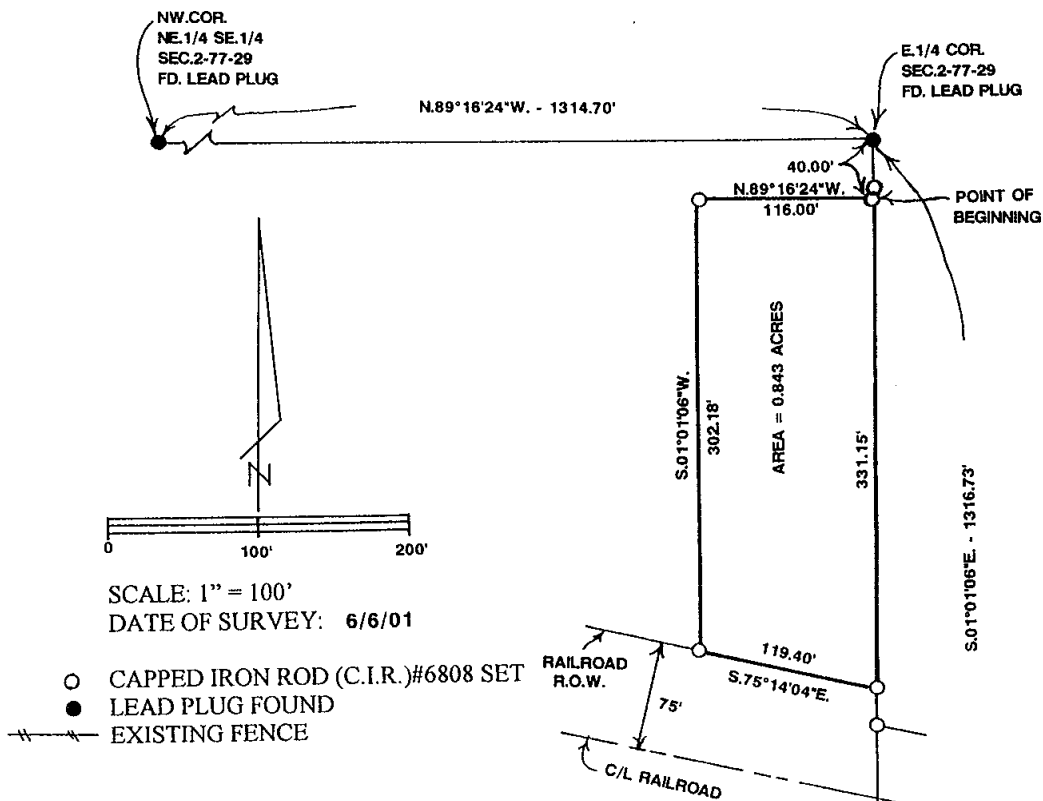 NW.COR.
NE.1/4 SE.1/4
SEC.2-77-29
FD. LEAD PLUG
N.89°16'24"W. - 1314.70'
E.1/4 COR.
SEC.2-77-29
FD. LEAD PLUG
40.00'
N.89°16'24"W.
116.00'
POINT OF
BEGINNING
S.01°01'06"W.
302.18'
AREA = 0.843 ACRES
331.15'
S.01°01'06"E. - 1316.73'
N
0
100'
200'
SCALE: 1” = 100’
DATE OF SURVEY: 6/6/01
CAPPED IRON ROD (C.I.R.)#6808 SET
LEAD PLUG FOUND
EXISTING FENCE
RAILROAD
R.O.W.
119.40'
S.75°14'04"E.
75'
C/L RAILROAD